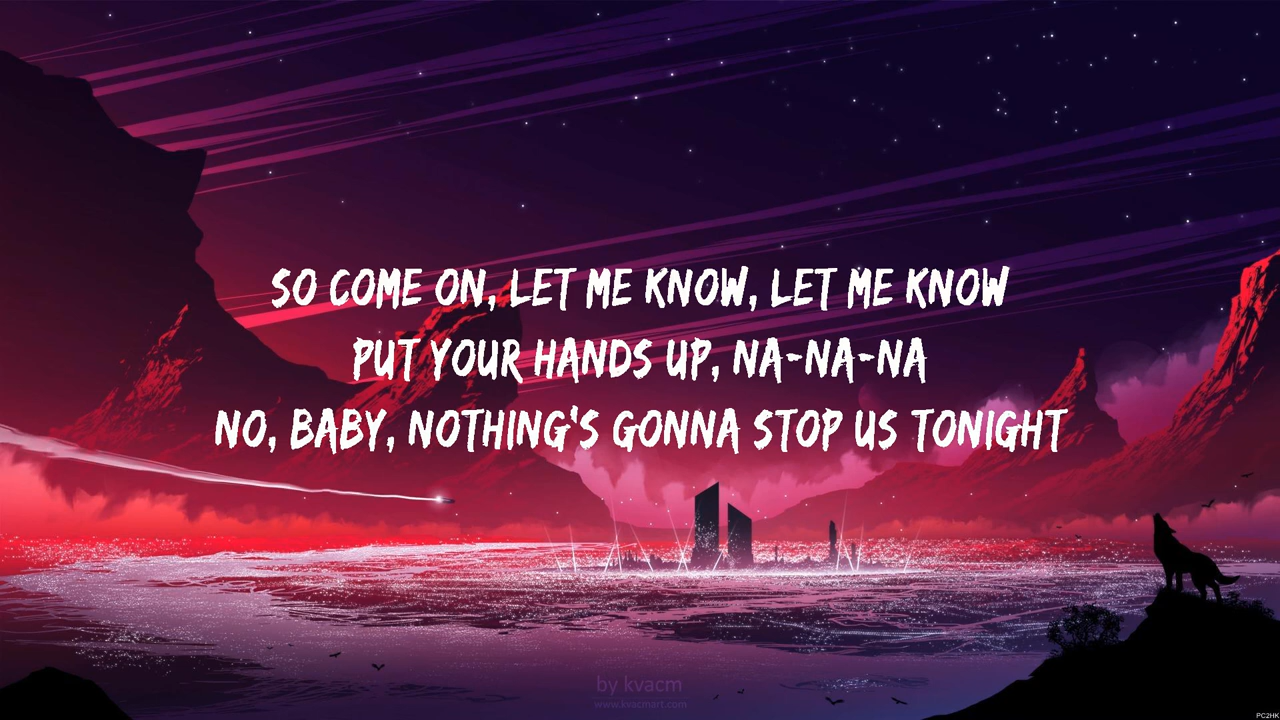 SO COME ON, LET ME KNOW, LET ME KNOW
PUT YOUR HANDS UP, NA-NA-NA
NO, BABY, NOTHING'S GONNA STOP US TONIGHT
by kvacm
www.kvacmart.com
PC2HK